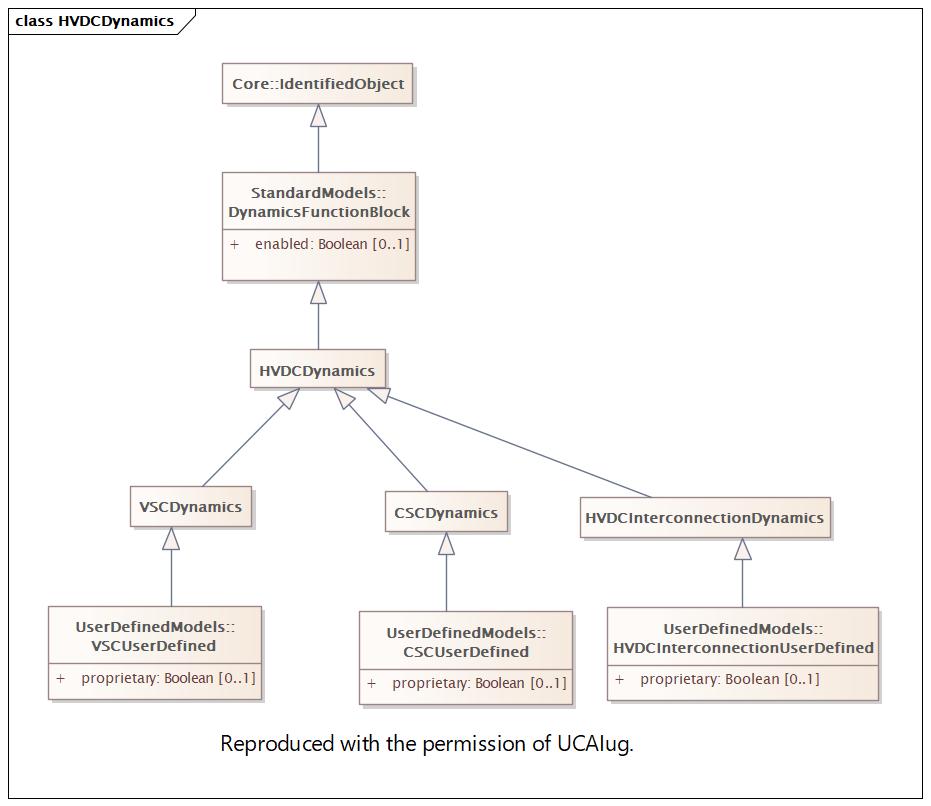 class HVDCDynamics
Core::IdentifiedObject
StandardModels::
DynamicsFunctionBlock
+ enabled: Boolean [0..1]
HVDCDynamics
VSCDynamics
CSCDynamics
HVDCInterconnectionDynamics
UserDefinedModels::
VSCUserDefined
+ proprietary: Boolean [0..1]
UserDefinedModels::
CSCUserDefined
+ proprietary: Boolean [0..1]
UserDefinedModels::
HVDCInterconnectionUserDefined
+ proprietary: Boolean [0..1]
Reproduced with the permission of UCAIug.